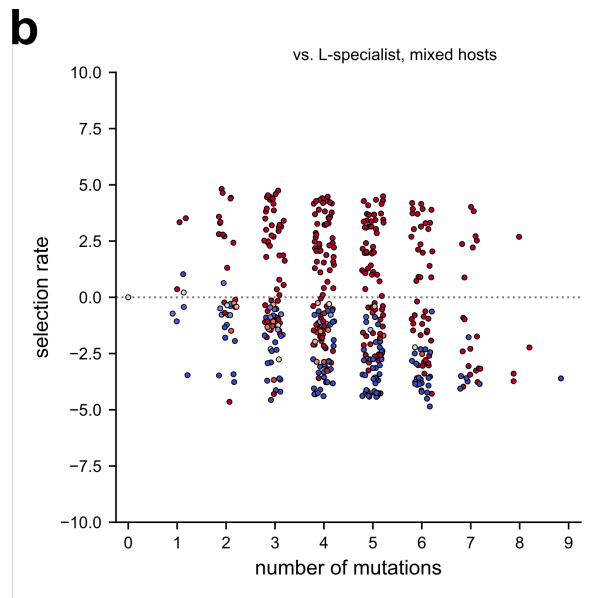 b
vs. L-specialist, mixed hosts
10.0
7.5
5.0
2.5
0.0
−2.5
−5.0
−7.5
−10.0
selection rate
0 1 2 3 4 5 6 7 8 9
number of mutations